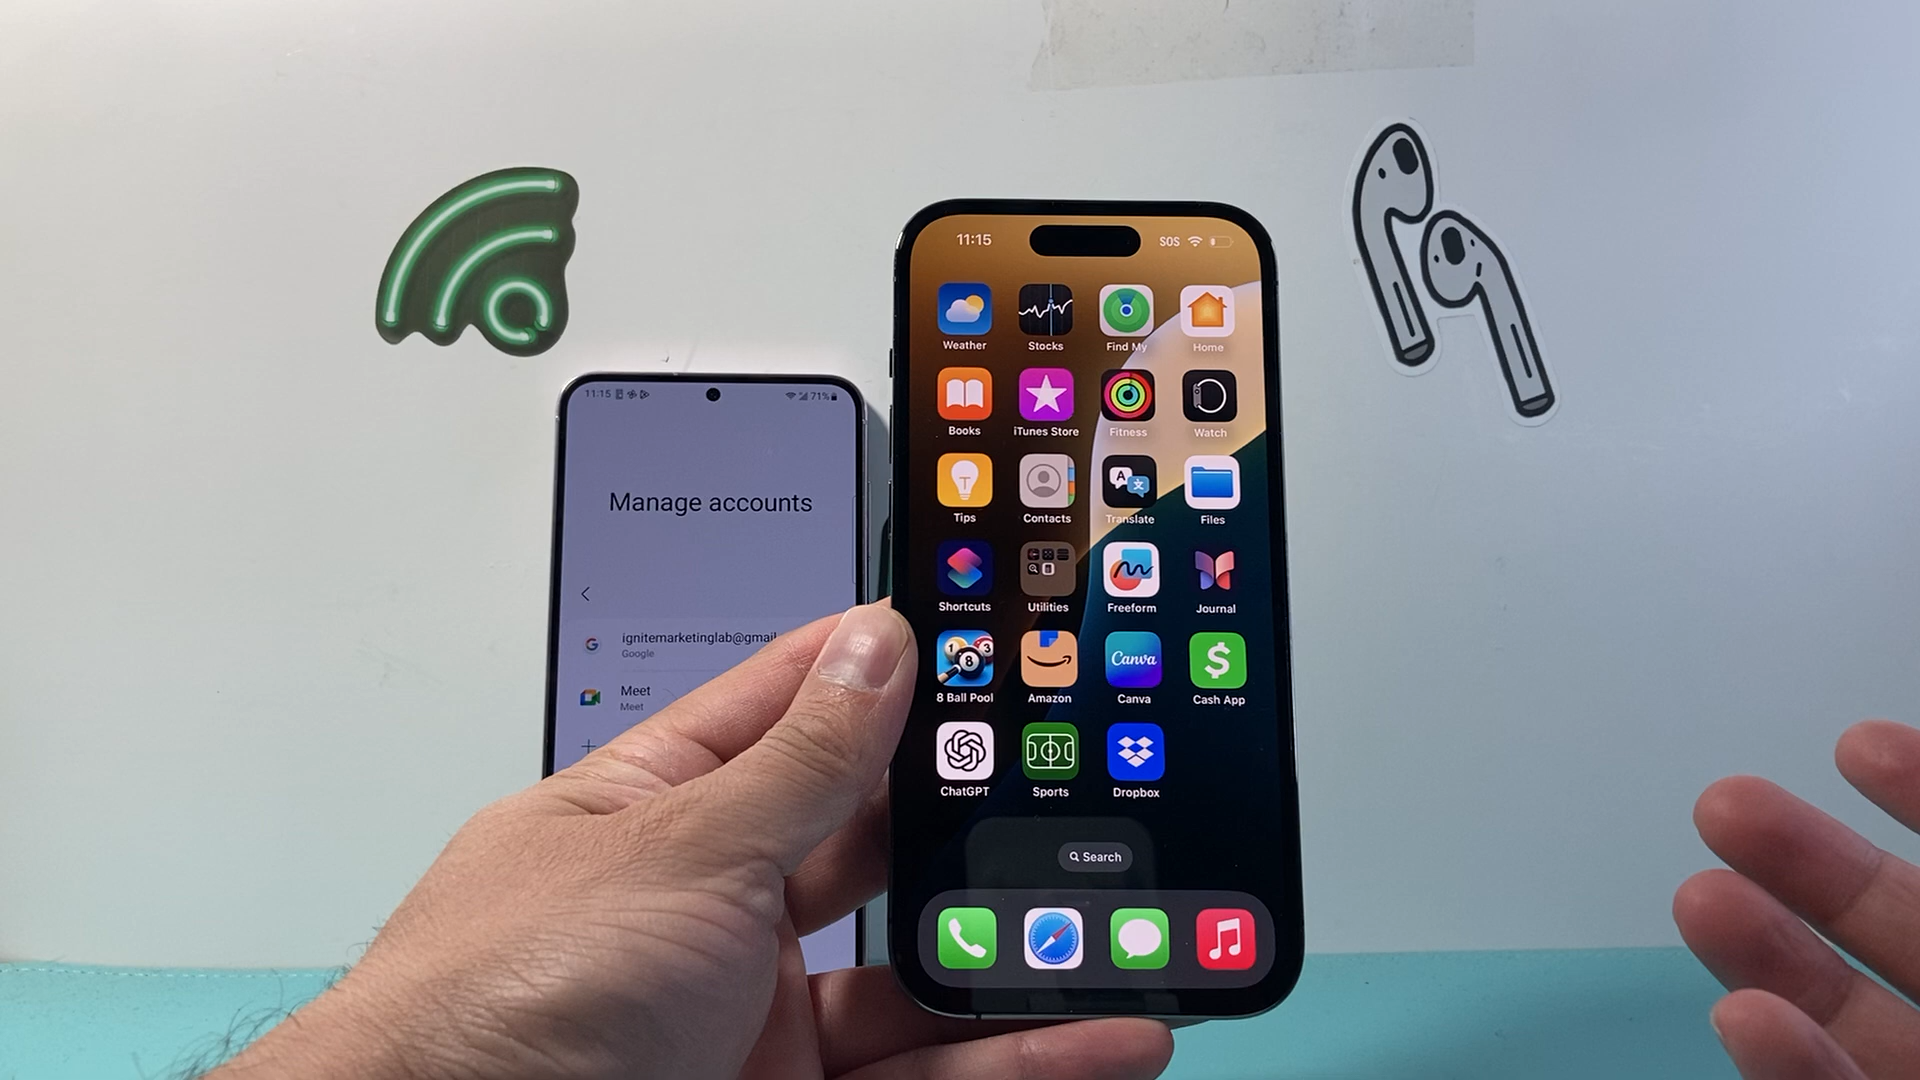 11:15
71%
Manage accounts
ignitemarketinglab@gmail
Google
Meet
Meet
11:15
SOS
Weather
Stocks
Find My
Home
Books
iTunes Store
Fitness
Watch
Tips
Contacts
Translate
Files
Shortcuts
Utilities
Freeform
Journal
8 Ball Pool
Amazon
Canva
Canva
Cash App
ChatGPT
Sports
Dropbox
Search